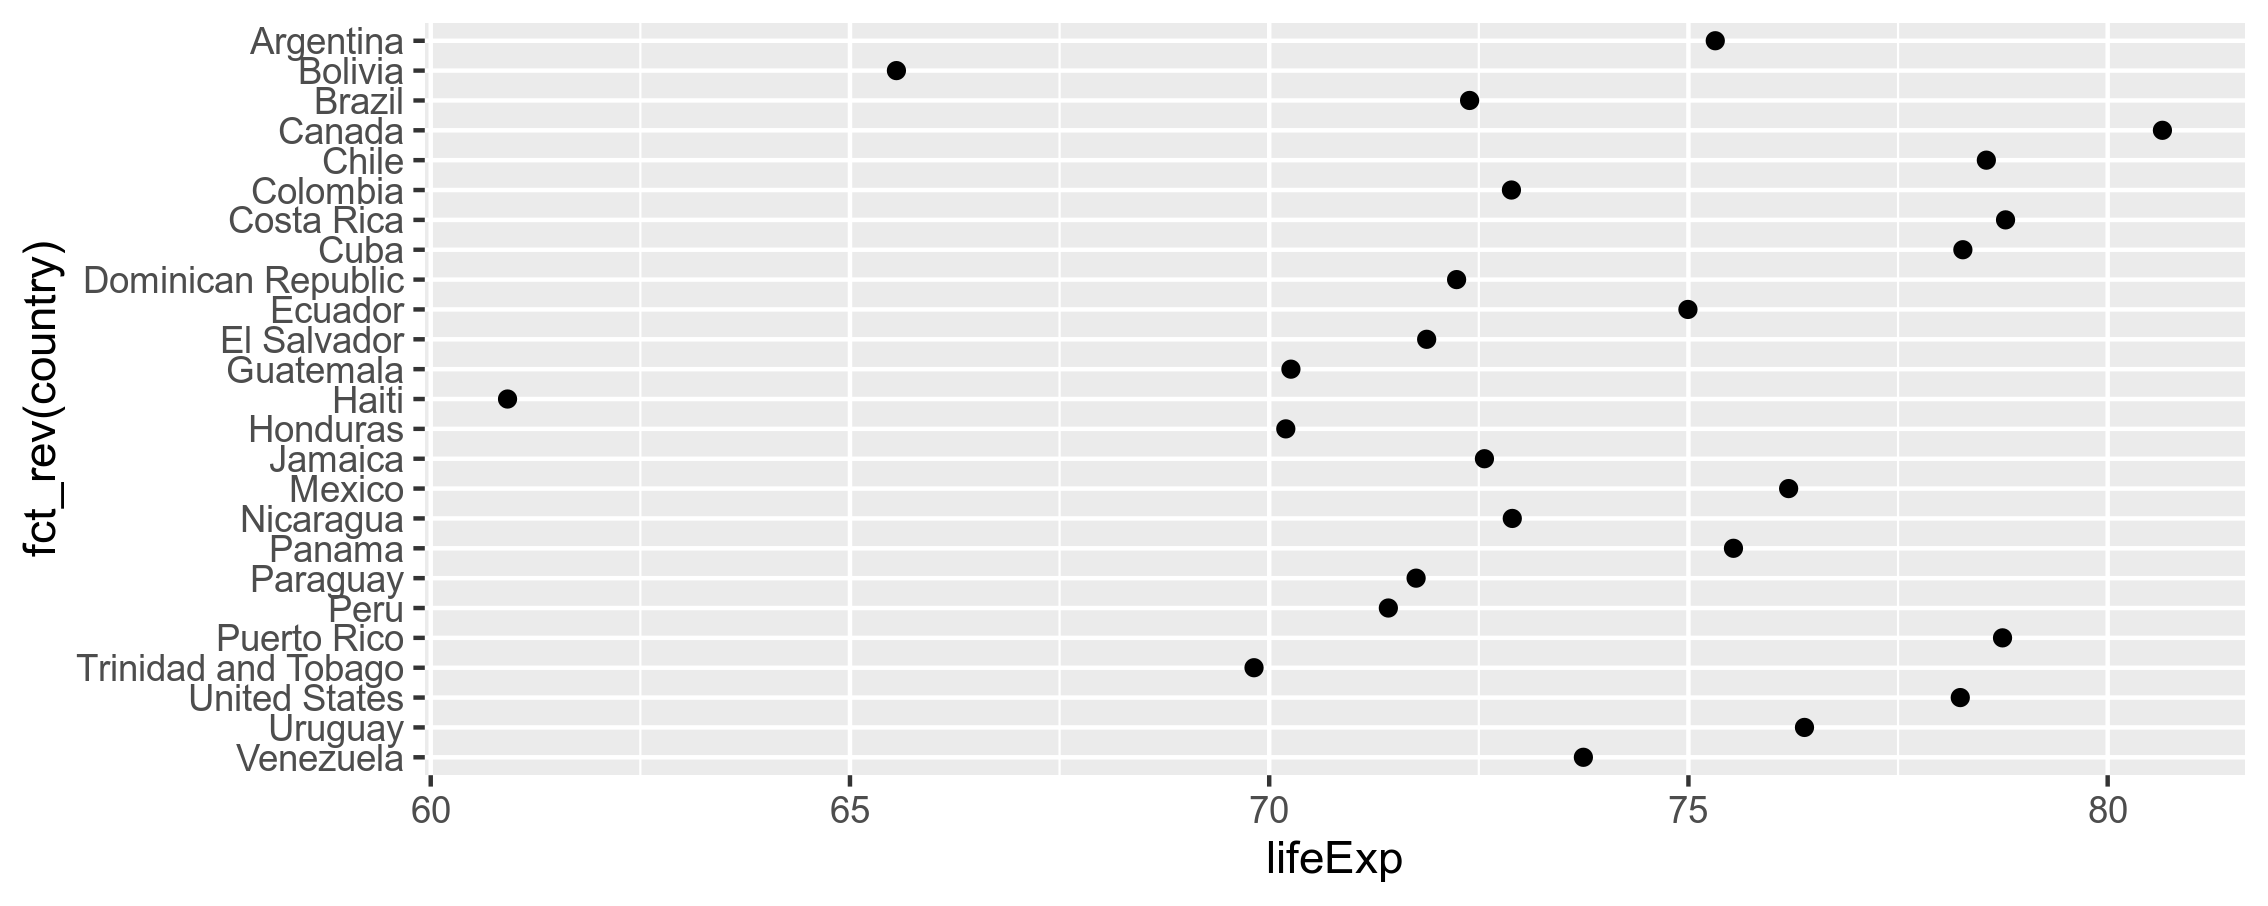 fct_rev(country)
Argentina
Bolivia
Brazil
Canada
Chile
Colombia
Costa Rica
Cuba
Dominican Republic
Ecuador
El Salvador
Guatemala
Haiti
Honduras
Jamaica
Mexico
Nicaragua
Panama
Paraguay
Peru
Puerto Rico
Trinidad and Tobago
United States
Uruguay
Venezuela
60 65 70 75 80
lifeExp